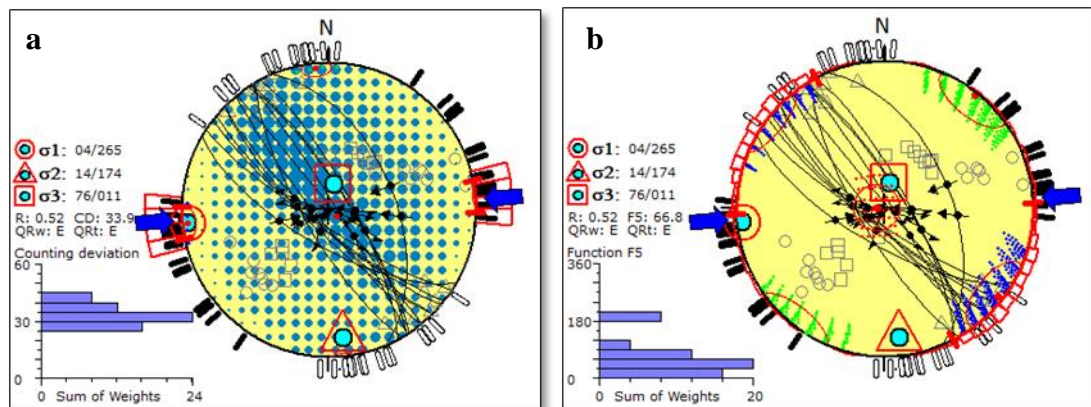 a
N
σ1: 04/265
σ2: 14/174
σ3: 76/011
R: 0.52 CD: 33.9
QRw: E QRt: E
Counting deviation
60
30
0
Sum of Weights
24
b
N
σ1: 04/265
σ2: 14/174
σ3: 76/011
R: 0.52 F5: 66.8
QRw: E QRt: E
Function F5
360
180
0
0
Sum of Weights
20